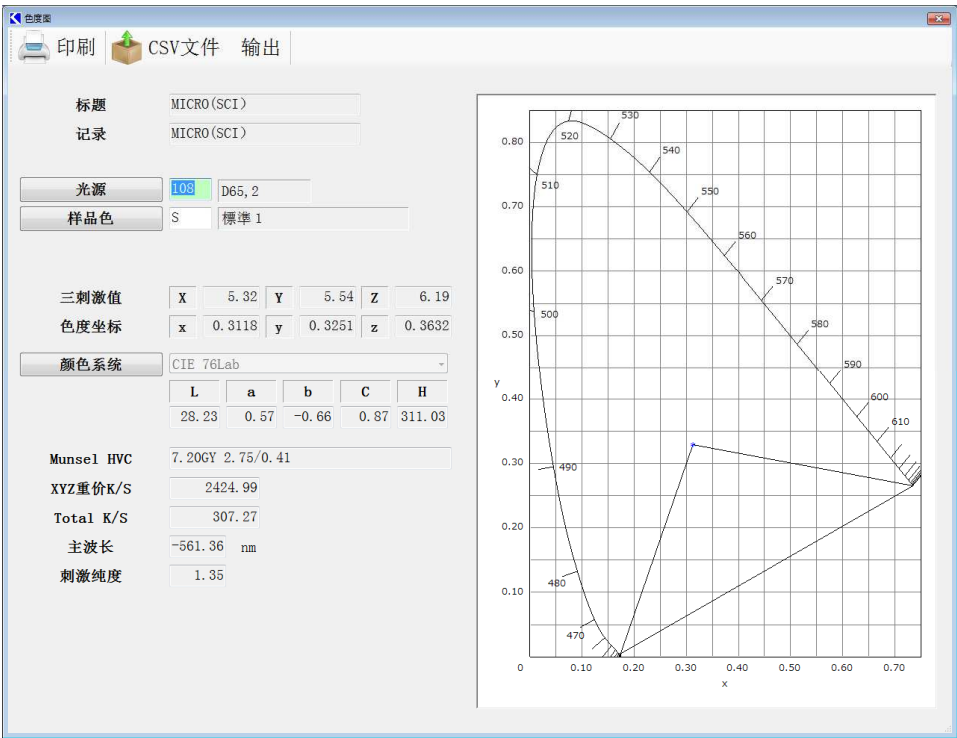 色度图
印刷 CSV文件 输出
标题 MICRO(SCI)
记录 MICRO(SCI)
光源 108 D65,2
样品色 S 標準1
三刺激值 X 5.32 Y 5.54 Z 6.19
色度坐标 x 0.3118 y 0.3251 z 0.3632
颜色系统 CIE 76Lab
L a b C H
28.23 0.57 -0.66 0.87 311.03
Munsel HVC 7.20GY 2.75/0.41
XYZ重价K/S 2424.99
Total K/S 307.27
主波长 -561.36 nm
刺激纯度 1.35
530
520
0.80
540
510
550
0.70
560
0.60
570
500
580
0.50
590
y
0.40
600
610
0.30
490
0.20
480
0.10
470
0 0.10 0.20 0.30 0.40 0.50 0.60 0.70
x